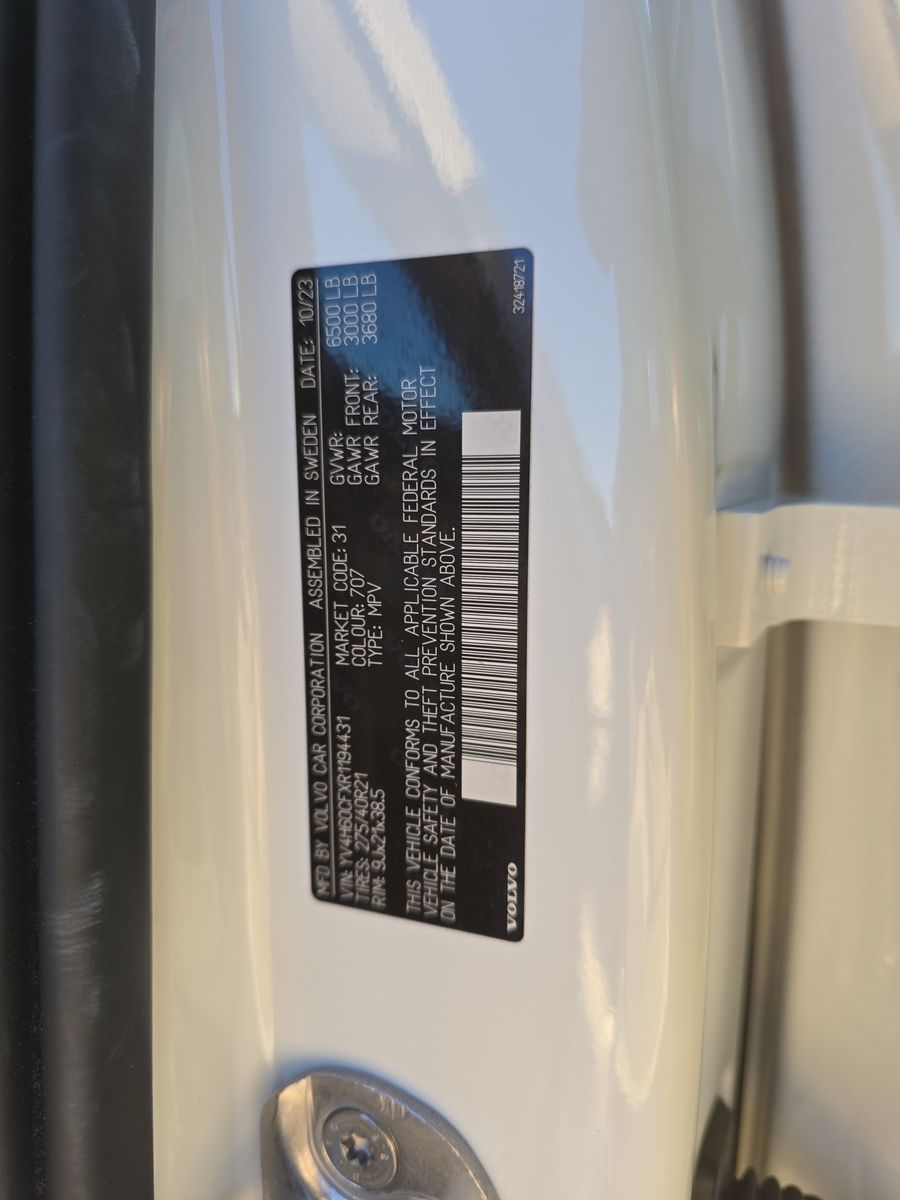 MFD BY VOLVO CAR CORPORATION ASSEMBLED IN SWEDEN DATE: 10/23
VIN: YV4H60CFXR1194431 MARKET CODE: 31 GVWR: 6500 LB
TIRES: 275/40R21 COLOUR: 707 GAWR FRONT: 3000 LB
RIM: 9Jx21x38.5 TYPE: MPV GAWR REAR: 3680 LB
THIS VEHICLE CONFORMS TO ALL APPLICABLE FEDERAL MOTOR
VEHICLE SAFETY AND THEFT PREVENTION STANDARDS IN EFFECT
ON THE DATE OF MANUFACTURE SHOWN ABOVE.
VOLVO 32418721